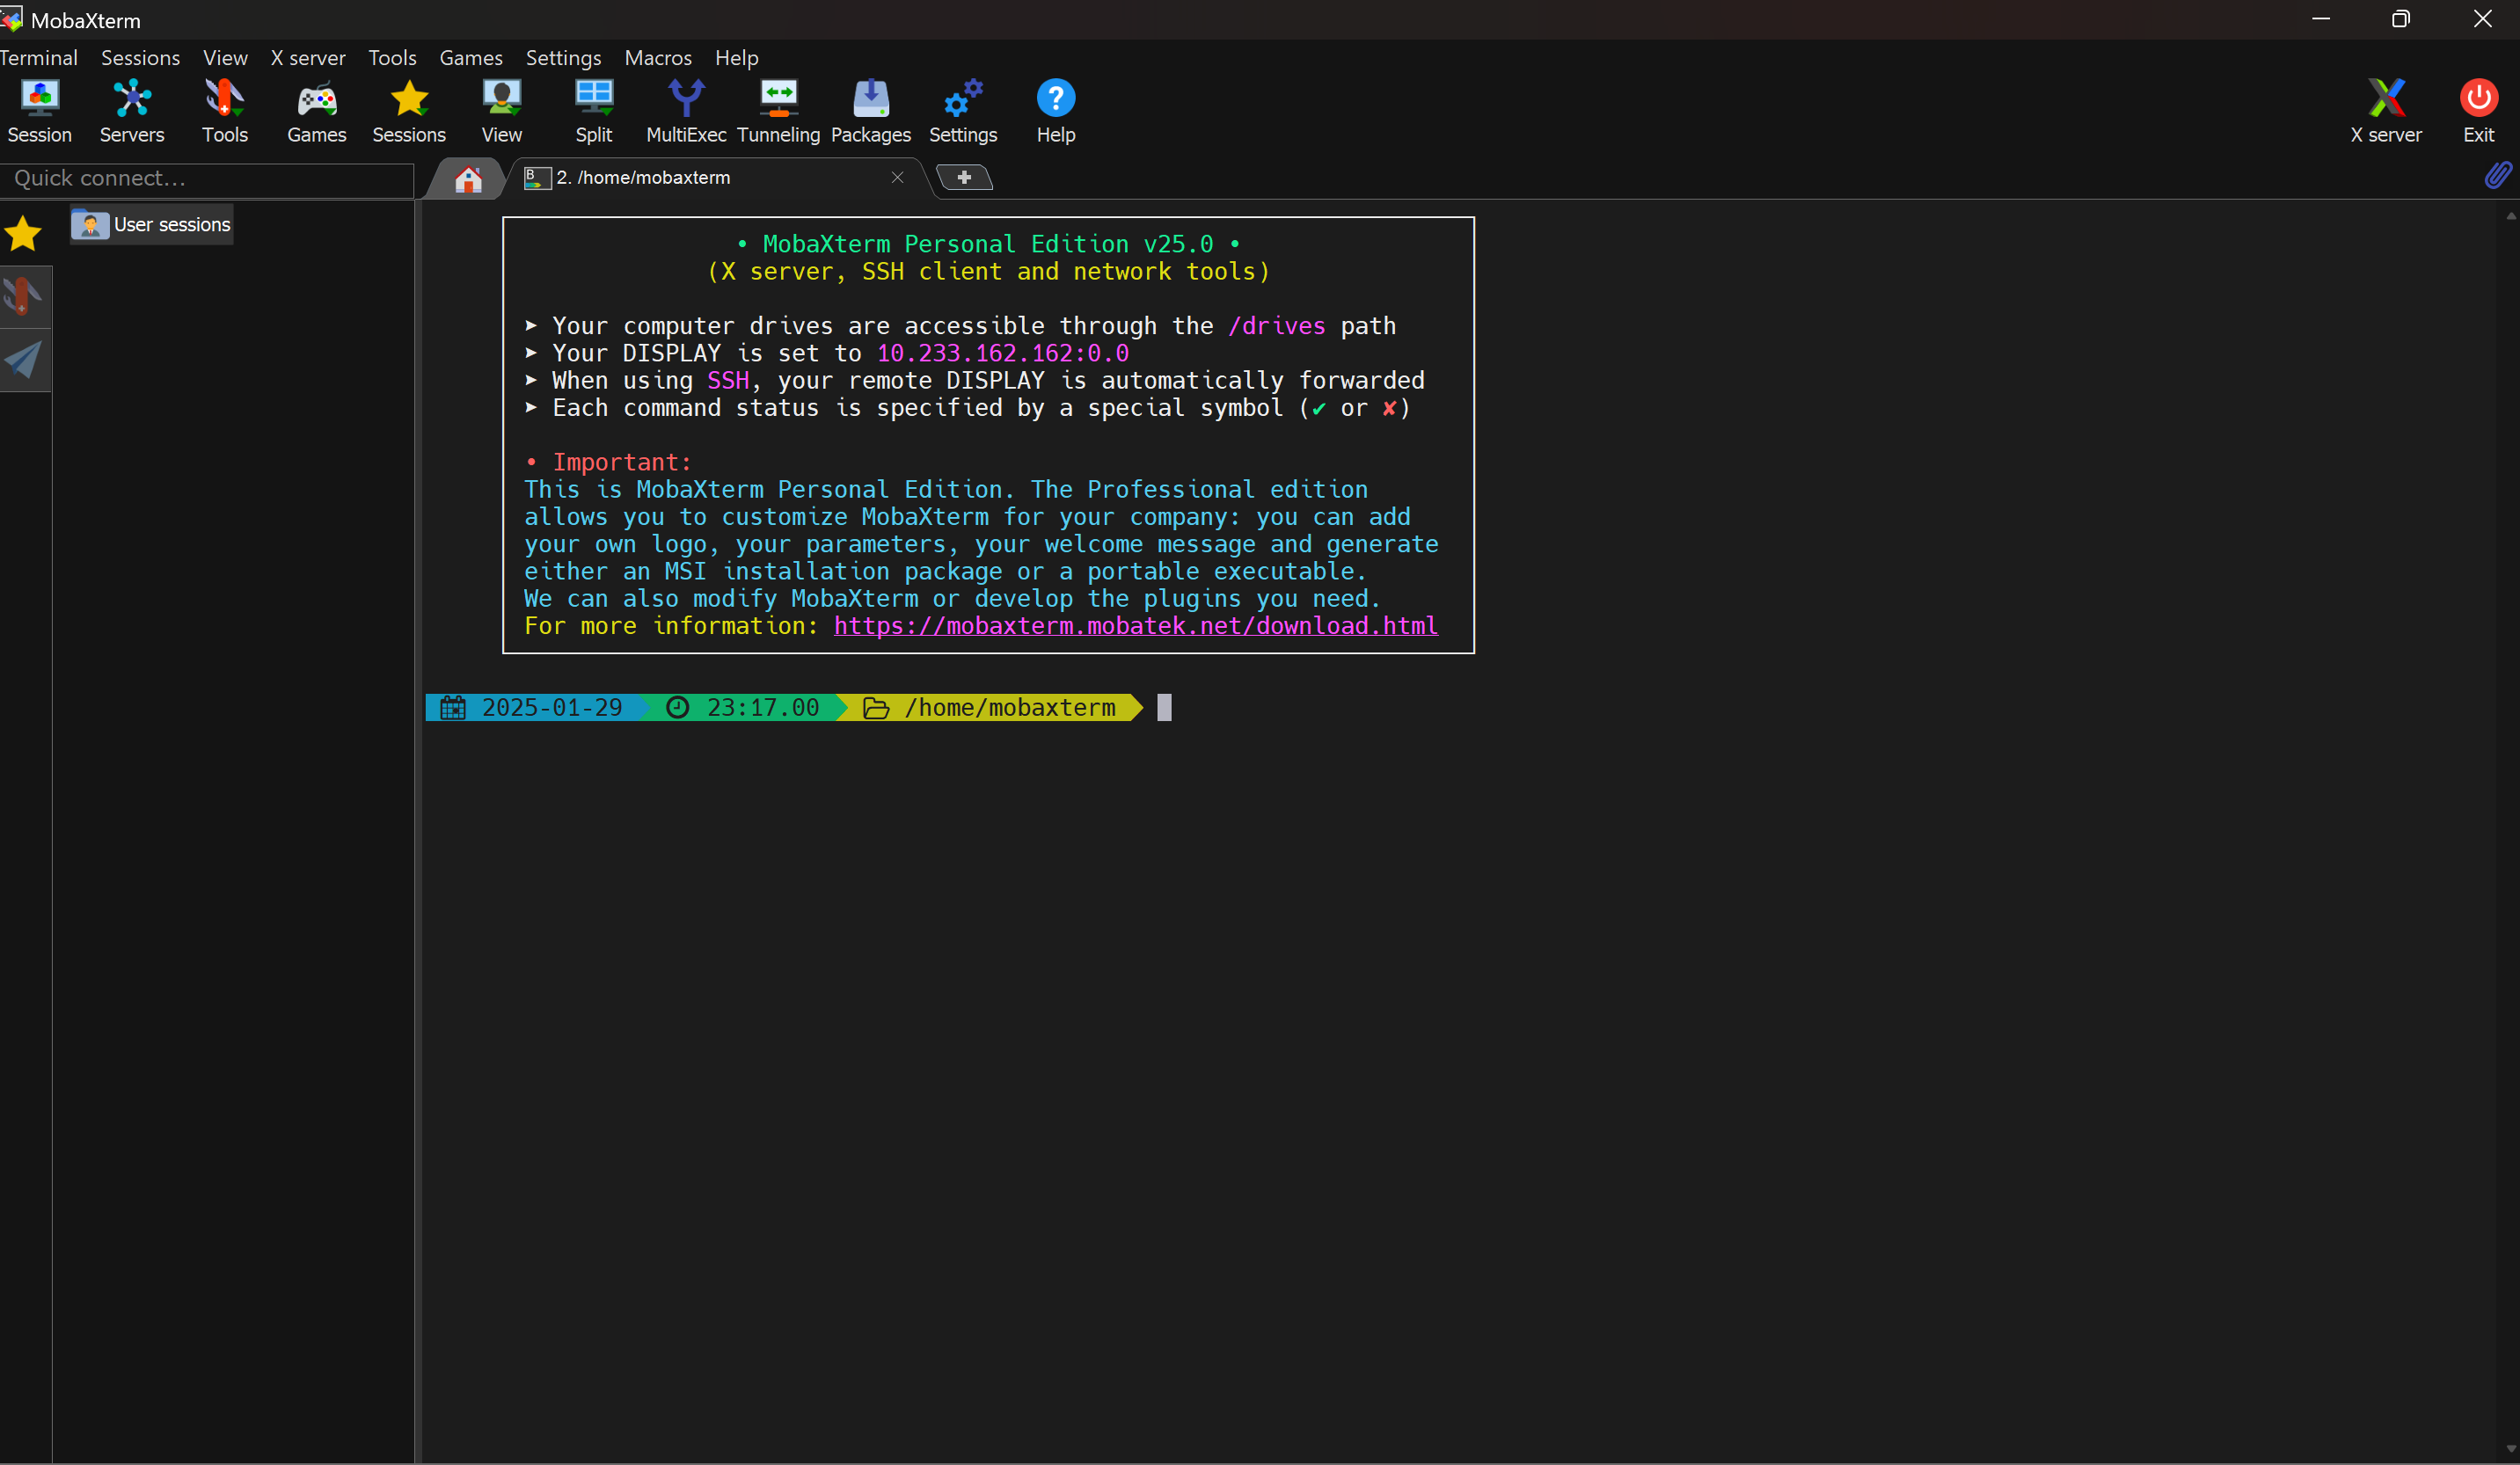 MobaXterm
Terminal Sessions View X server Tools Games Settings Macros Help
Session Servers Tools Games Sessions View Split MultiExec Tunneling Packages Settings Help X server Exit
Quick connect...
2. /home/mobaxterm
User sessions
• MobaXterm Personal Edition v25.0 •
(X server, SSH client and network tools)
➤ Your computer drives are accessible through the /drives path
➤ Your DISPLAY is set to 10.233.162.162:0.0
➤ When using SSH, your remote DISPLAY is automatically forwarded
➤ Each command status is specified by a special symbol (✔ or ✘)
• Important:
This is MobaXterm Personal Edition. The Professional edition
allows you to customize MobaXterm for your company: you can add
your own logo, your parameters, your welcome message and generate
either an MSI installation package or a portable executable.
We can also modify MobaXterm or develop the plugins you need.
For more information: https://mobaxterm.mobatek.net/download.html
2025-01-29 23:17.00 /home/mobaxterm